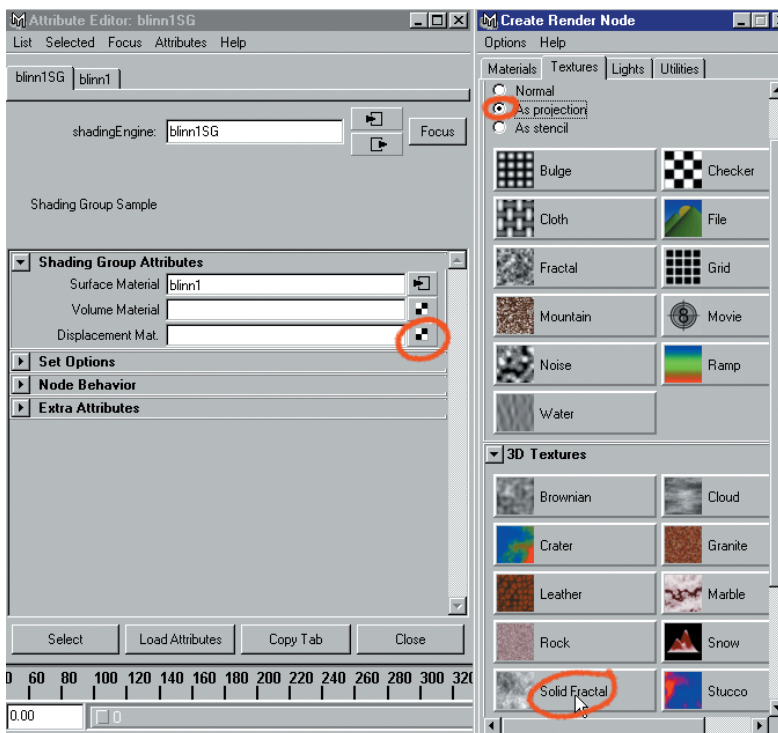 Attribute Editor: blinn1SG
List Selected Focus Attributes Help
blinn1SG blinn1
shadingEngine: blinn1SG
Focus
Shading Group Sample
Shading Group Attributes
Surface Material blinn1
Volume Material
Displacement Mat.
Set Options
Node Behavior
Extra Attributes
Select Load Attributes Copy Tab Close
0 60 80 100 120 140 160 180 200 220 240 260 280 300 320
0.00 0
Create Render Node
Options Help
Materials Textures Lights Utilities
Normal
As projection
As stencil
Bulge Checker
Cloth File
Fractal Grid
Mountain 8 Movie
Noise Ramp
Water
3D Textures
Brownian Cloud
Crater Granite
Leather Marble
Rock Snow
Solid Fractal Stucco